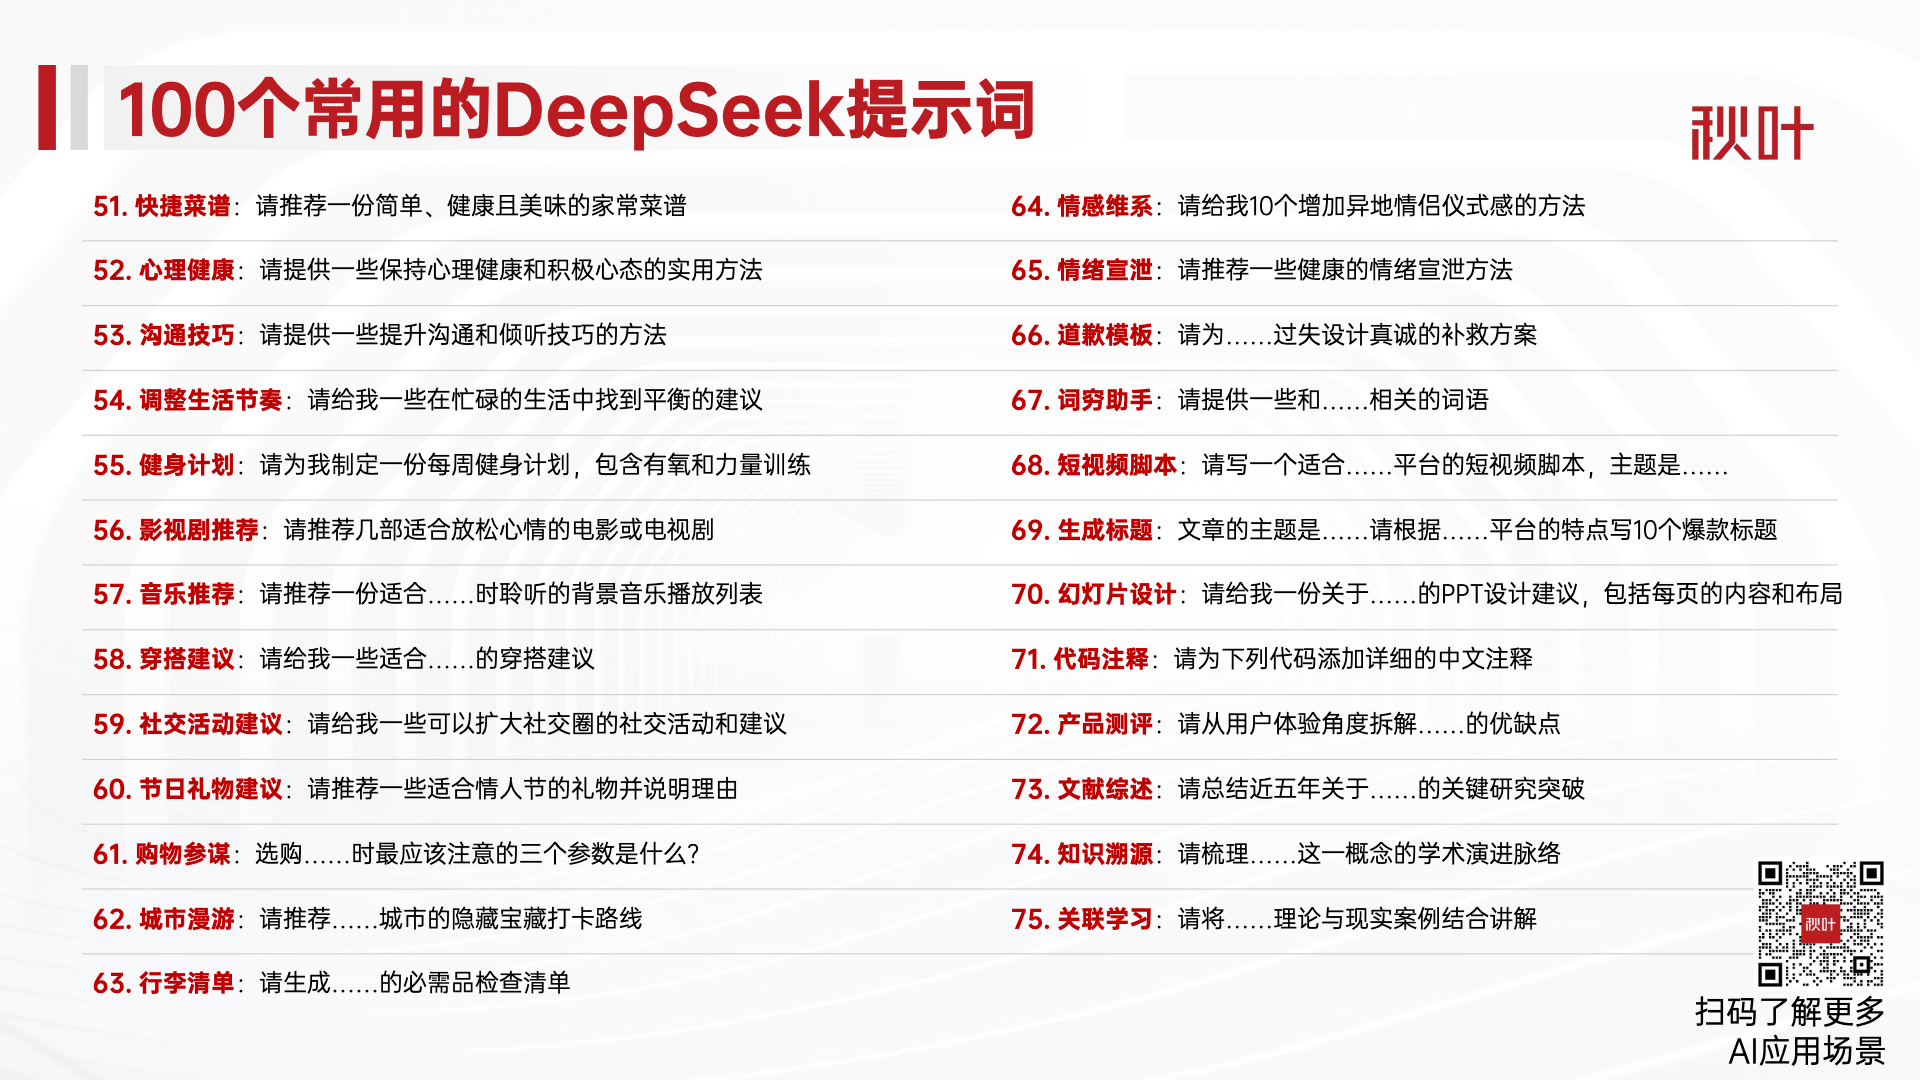 100个常用的DeepSeek提示词
秋叶
51. 快捷菜谱：请推荐一份简单、健康且美味的家常菜谱
52. 心理健康：请提供一些保持心理健康和积极心态的实用方法
53. 沟通技巧：请提供一些提升沟通和倾听技巧的方法
54. 调整生活节奏：请给我一些在忙碌的生活中找到平衡的建议
55. 健身计划：请为我制定一份每周健身计划，包含有氧和力量训练
56. 影视剧推荐：请推荐几部适合放松心情的电影或电视剧
57. 音乐推荐：请推荐一份适合……时聆听的背景音乐播放列表
58. 穿搭建议：请给我一些适合……的穿搭建议
59. 社交活动建议：请给我一些可以扩大社交圈的社交活动和建议
60. 节日礼物建议：请推荐一些适合情人节的礼物并说明理由
61. 购物参谋：选购……时最应该注意的三个参数是什么？
62. 城市漫游：请推荐……城市的隐藏宝藏打卡路线
63. 行李清单：请生成……的必需品检查清单
64. 情感维系：请给我10个增加异地情侣仪式感的方法
65. 情绪宣泄：请推荐一些健康的情绪宣泄方法
66. 道歉模板：请为……过失设计真诚的补救方案
67. 词穷助手：请提供一些和……相关的词语
68. 短视频脚本：请写一个适合……平台的短视频脚本，主题是……
69. 生成标题：文章的主题是……请根据……平台的特点写10个爆款标题
70. 幻灯片设计：请给我一份关于……的PPT设计建议，包括每页的内容和布局
71. 代码注释：请为下列代码添加详细的中文注释
72. 产品测评：请从用户体验角度拆解……的优缺点
73. 文献综述：请总结近五年关于……的关键研究突破
74. 知识溯源：请梳理……这一概念的学术演进脉络
75. 关联学习：请将……理论与现实案例结合讲解
秋叶
扫码了解更多
AI应用场景